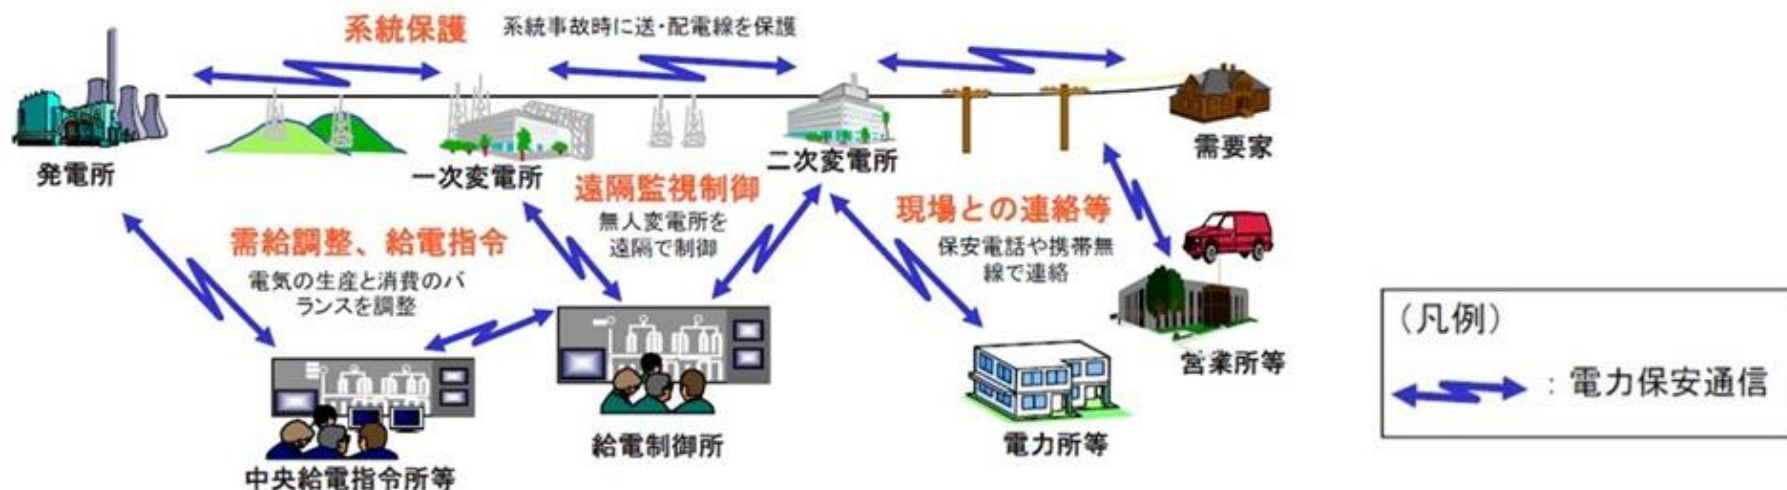 系統保護
系統事故時に送・配電線を保護
発電所
一次変電所
二次変電所
需要家
遠隔監視制御
無人変電所を
遠隔で制御
現場との連絡等
保安電話や携帯無
線で連絡
需給調整、給電指令
電気の生産と消費のバ
ランスを調整
営業所等
給電制御所
電力所等
中央給電指令所等
（凡例）
：電力保安通信